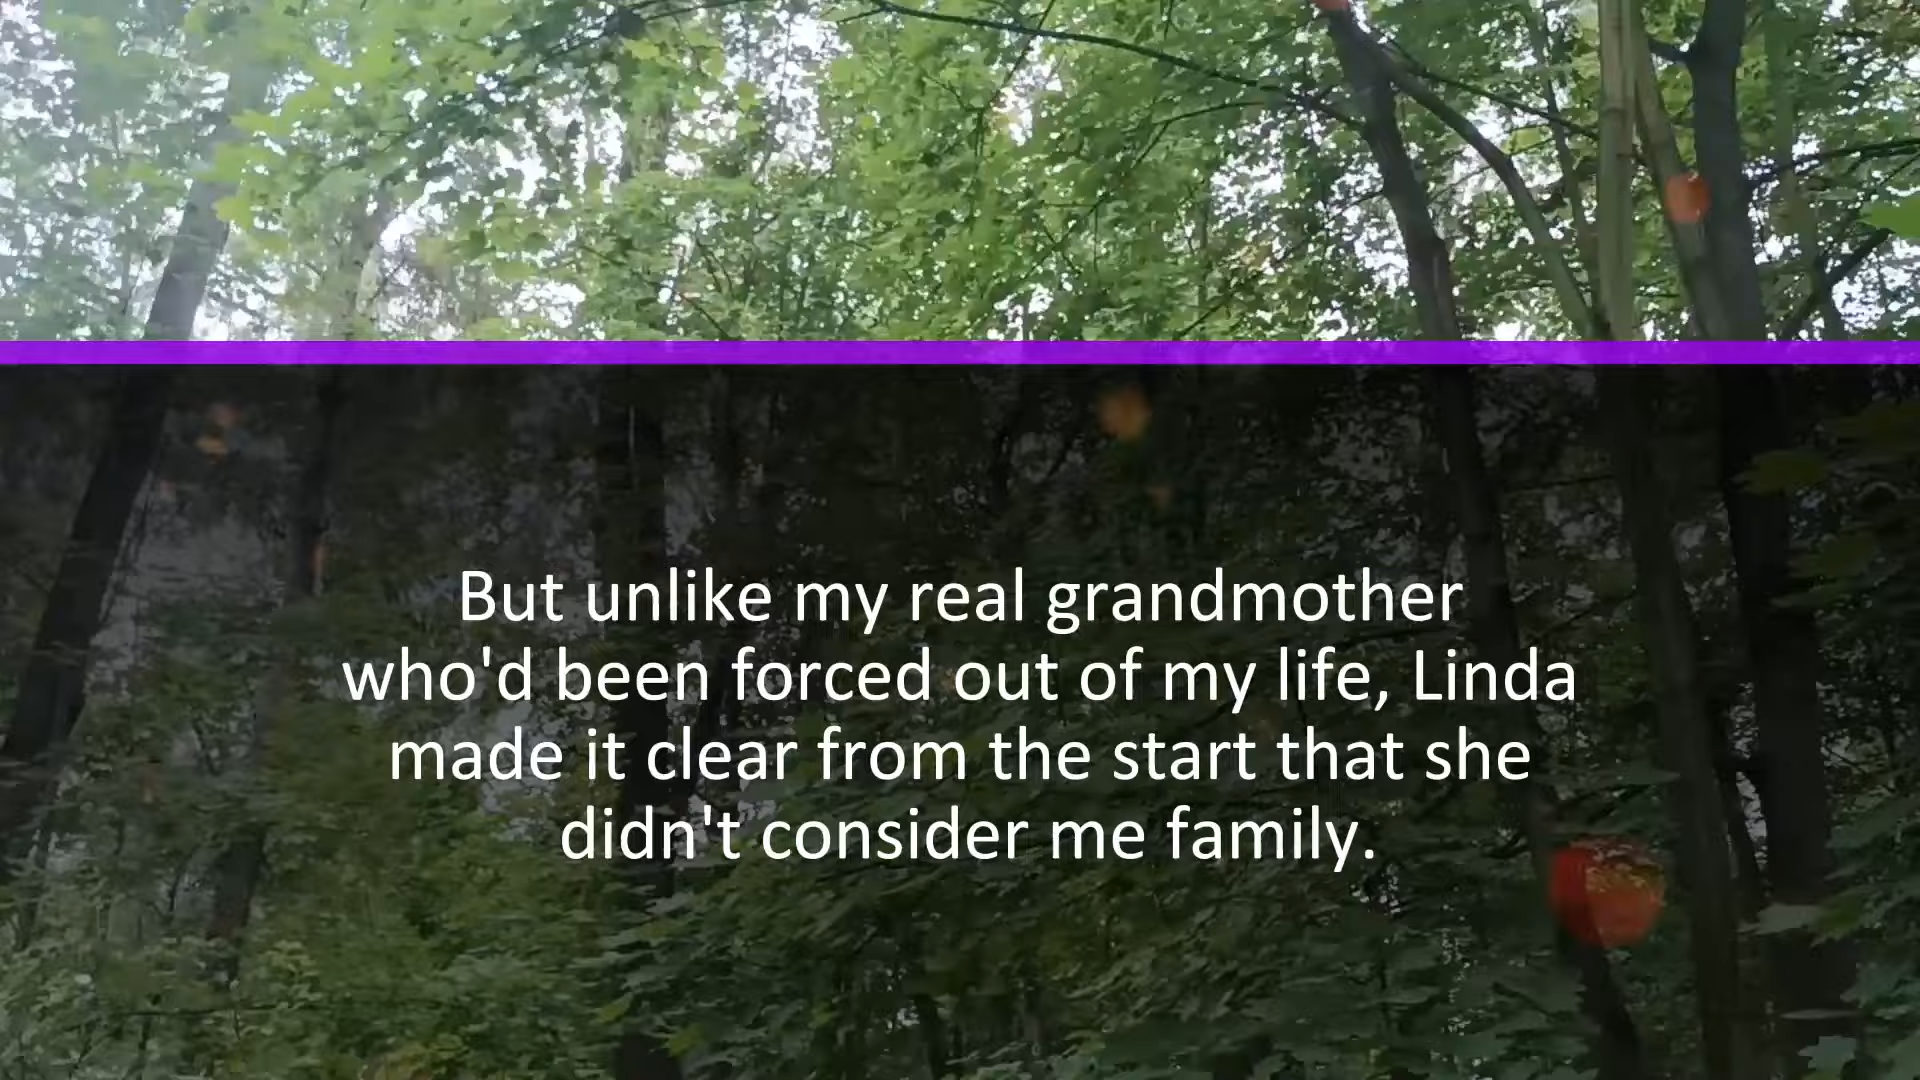 But unlike my real grandmother
who'd been forced out of my life, Linda
made it clear from the start that she
didn't consider me family.